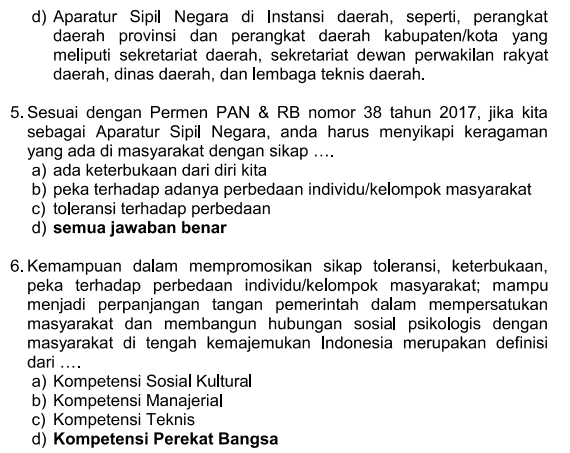 d) Aparatur Sipil Negara di Instansi daerah, seperti, perangkat
daerah provinsi dan perangkat daerah kabupaten/kota yang
meliputi sekretariat daerah, sekretariat dewan perwakilan rakyat
daerah, dinas daerah, dan lembaga teknis daerah.
5. Sesuai dengan Permen PAN & RB nomor 38 tahun 2017, jika kita
sebagai Aparatur Sipil Negara, anda harus menyikapi keragaman
yang ada di masyarakat dengan sikap ….
a) ada keterbukaan dari diri kita
b) peka terhadap adanya perbedaan individu/kelompok masyarakat
c) toleransi terhadap perbedaan
d) semua jawaban benar
6. Kemampuan dalam mempromosikan sikap toleransi, keterbukaan,
peka terhadap perbedaan individu/kelompok masyarakat; mampu
menjadi perpanjangan tangan pemerintah dalam mempersatukan
masyarakat dan membangun hubungan sosial psikologis dengan
masyarakat di tengah kemajemukan Indonesia merupakan definisi
dari ….
a) Kompetensi Sosial Kultural
b) Kompetensi Manajerial
c) Kompetensi Teknis
d) Kompetensi Perekat Bangsa